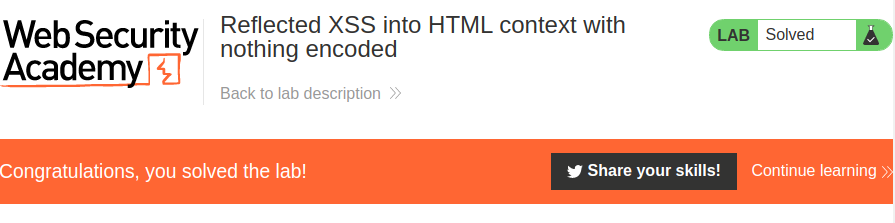 Web Security
Academy
Reflected XSS into HTML context with
nothing encoded
Back to lab description
LAB Solved
Congratulations, you solved the lab!
Share your skills!
Continue learning